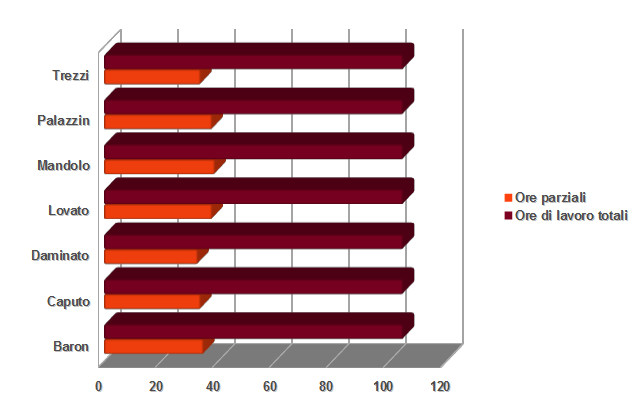 Trezzi
Palazzin
Mandolo
Lovato
Daminato
Caputo
Baron
0 20 40 60 80 100 120
Ore parziali
Ore di lavoro totali